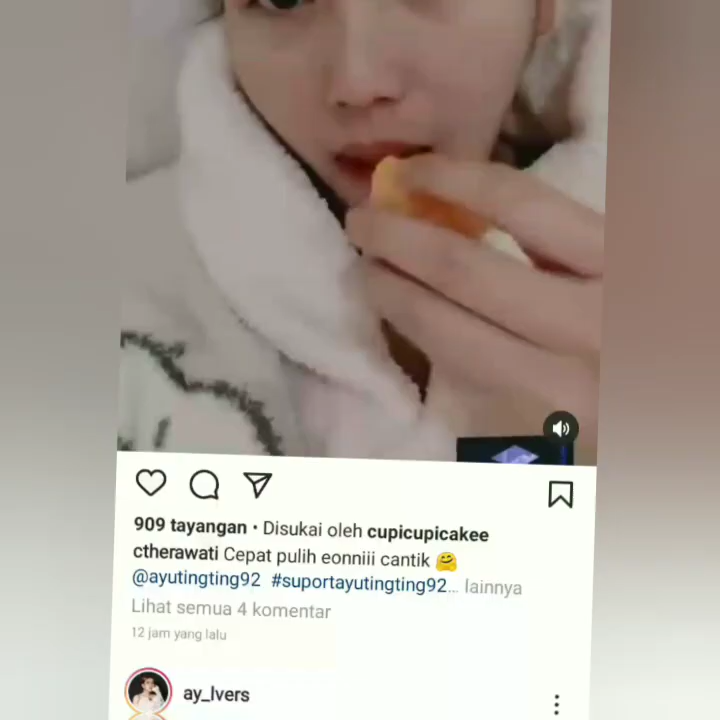 909 tayangan • Disukai oleh cupicupicakee
ctherawati Cepat pulih eonniii cantik 🤗
@ayutingting92 #suportayutingting92... lainnya
Lihat semua 4 komentar
12 jam yang lalu
ay_lvers